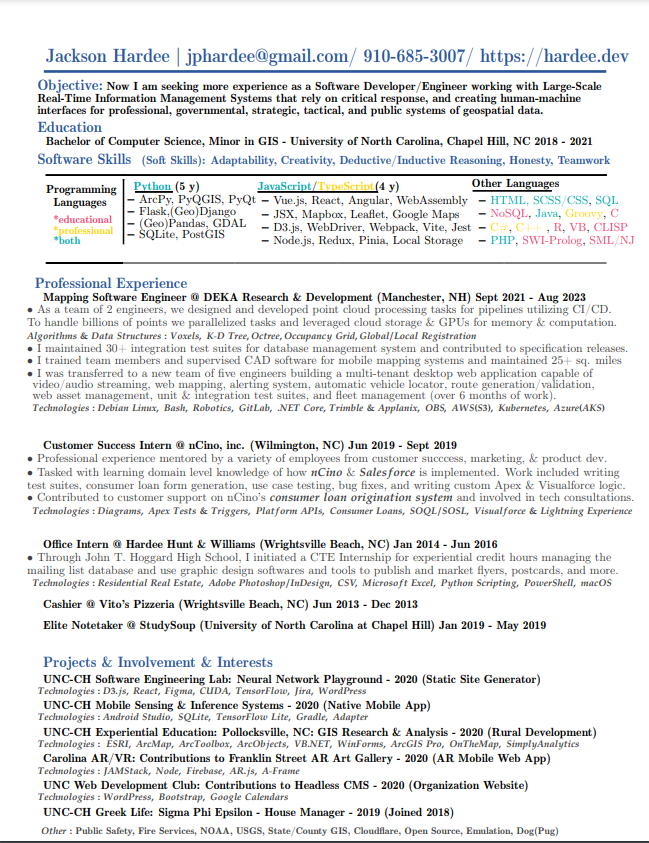 Jackson Hardee | jphardee@gmail.com/ 910-685-3007/ https://hardee.dev
Objective: Now I am seeking more experience as a Software Developer/Engineer working with Large-Scale
Real-Time Information Management Systems that rely on critical response, and creating human-machine
interfaces for professional, governmental, strategic, tactical, and public systems of geospatial data.
Education
Bachelor of Computer Science, Minor in GIS - University of North Carolina, Chapel Hill, NC 2018 - 2021
Software Skills (Soft Skills): Adaptability, Creativity, Deductive/Inductive Reasoning, Honesty, Teamwork
Programming
Languages
*educational
*professional
*both
Python (5 y)
– ArcPy, PyQGIS, PyQt
– Flask,(Geo)Django
– (Geo)Pandas, GDAL
– SQLite, PostGIS
JavaScript/TypeScript(4 y)
– Vue.js, React, Angular, WebAssembly
– JSX, Mapbox, Leaflet, Google Maps
– D3.js, WebDriver, Webpack, Vite, Jest
– Node.js, Redux, Pinia, Local Storage
Other Languages
– HTML, SCSS/CSS, SQL
– NoSQL, Java, Groovy, C
– C#, C++ , R, VB, CLISP
– PHP, SWI-Prolog, SML/NJ
Professional Experience
Mapping Software Engineer @ DEKA Research & Development (Manchester, NH) Sept 2021 - Aug 2023
• As a team of 2 engineers, we designed and developed point cloud processing tasks for pipelines utilizing CI/CD.
To handle billions of points we parallelized tasks and leveraged cloud storage & GPUs for memory & computation.
Algorithms & Data Structures : Voxels, K-D Tree,Octree,Occupancy Grid,Global/Local Registration
• I maintained 30+ integration test suites for database management system and contributed to specification releases.
• I trained team members and supervised CAD software for mobile mapping systems and maintained 25+ sq. miles
• I was transferred to a new team of five engineers building a multi-tenant desktop web application capable of
video/audio streaming, web mapping, alerting system, automatic vehicle locator, route generation/validation,
web asset management, unit & integration test suites, and fleet management (over 6 months of work).
Technologies : Debian Linux, Bash, Robotics, GitLab, .NET Core,Trimble & Applanix, OBS, AWS(S3), Kubernetes, Azure(AKS)
Customer Success Intern @ nCino, inc. (Wilmington, NC) Jun 2019 - Sept 2019
• Professional experience mentored by a variety of employees from customer succcess, marketing, & product dev.
• Tasked with learning domain level knowledge of how nCino & Salesforce is implemented. Work included writing
test suites, consumer loan form generation, use case testing, bug fixes, and writing custom Apex & Visualforce logic.
• Contributed to customer support on nCino's consumer loan origination system and involved in tech consultations.
Technologies : Diagrams, Apex Tests & Triggers, Platform APIs, Consumer Loans, SOQL/SOSL, Visualforce & Lightning Experience
Office Intern @ Hardee Hunt & Williams (Wrightsville Beach, NC) Jan 2014 - Jun 2016
• Through John T. Hoggard High School, I initiated a CTE Internship for experiential credit hours managing the
mailing list database and use graphic design softwares and tools to publish and market flyers, postcards, and more.
Technologies : Residential Real Estate, Adobe Photoshop/InDesign, CSV, Microsoft Excel, Python Scripting, PowerShell, macOS
Cashier @ Vito's Pizzeria (Wrightsville Beach, NC) Jun 2013 - Dec 2013
Elite Notetaker @ StudySoup (University of North Carolina at Chapel Hill) Jan 2019 - May 2019
Projects & Involvement & Interests
UNC-CH Software Engineering Lab: Neural Network Playground - 2020 (Static Site Generator)
Technologies : D3.js, React, Figma, CUDA, TensorFlow, Jira, WordPress
UNC-CH Mobile Sensing & Inference Systems - 2020 (Native Mobile App)
Technologies : Android Studio, SQLite, TensorFlow Lite, Gradle, Adapter
UNC-CH Experiential Education: Pollocksville, NC: GIS Research & Analysis - 2020 (Rural Development)
Technologies : ESRI, ArcMap, ArcToolbox, ArcObjects, VB.NET, WinForms, ArcGIS Pro, OnTheMap, SimplyAnalytics
Carolina AR/VR: Contributions to Franklin Street AR Art Gallery - 2020 (AR Mobile Web App)
Technologies : JAMStack, Node, Firebase, AR.js, A-Frame
UNC Web Development Club: Contributions to Headless CMS - 2020 (Organization Website)
Technologies : WordPress, Bootstrap, Google Calendars
UNC-CH Greek Life: Sigma Phi Epsilon - House Manager - 2019 (Joined 2018)
Other : Public Safety, Fire Services, NOAA, USGS, State/County GIS, Cloudflare, Open Source, Emulation, Dog(Pug)